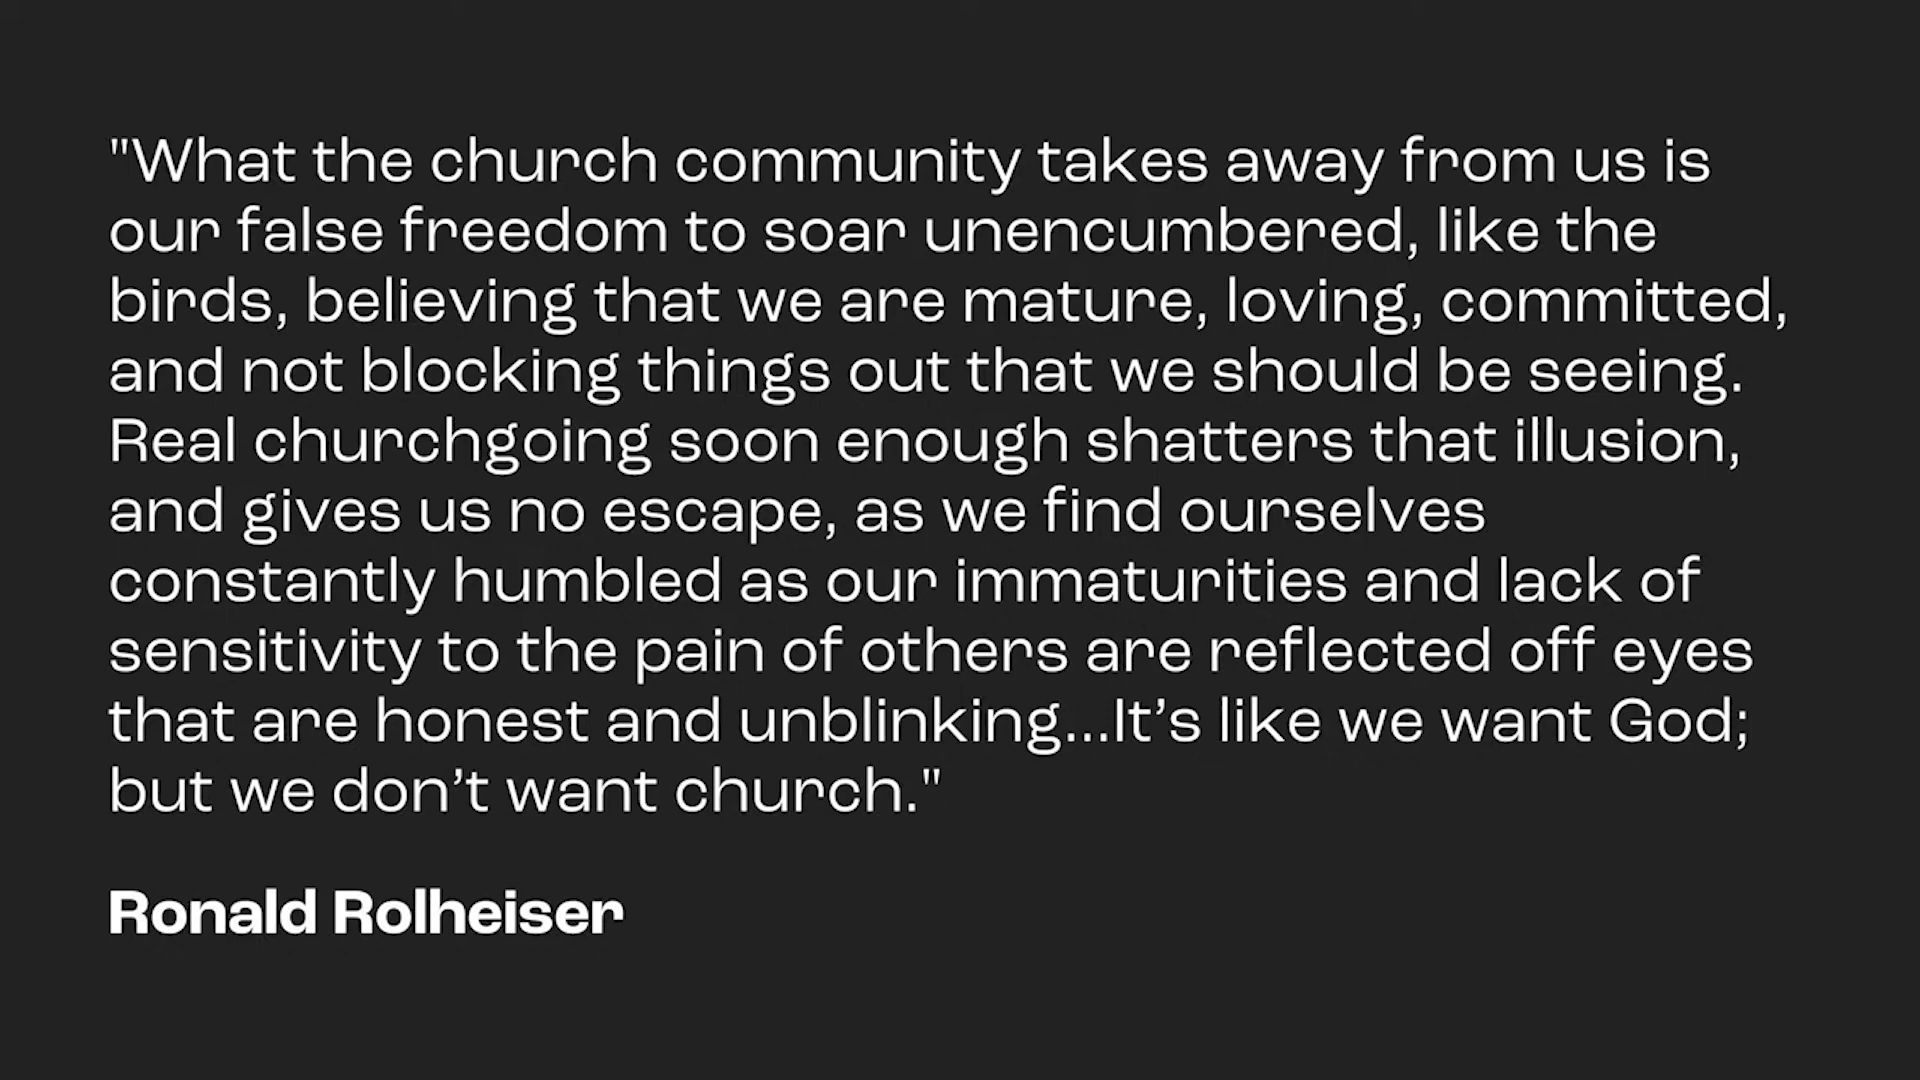 "What the church community takes away from us is
our false freedom to soar unencumbered, like the
birds, believing that we are mature, loving, committed,
and not blocking things out that we should be seeing.
Real churchgoing soon enough shatters that illusion,
and gives us no escape, as we find ourselves
constantly humbled as our immaturities and lack of
sensitivity to the pain of others are reflected off eyes
that are honest and unblinking...It’s like we want God;
but we don’t want church."
Ronald Rolheiser